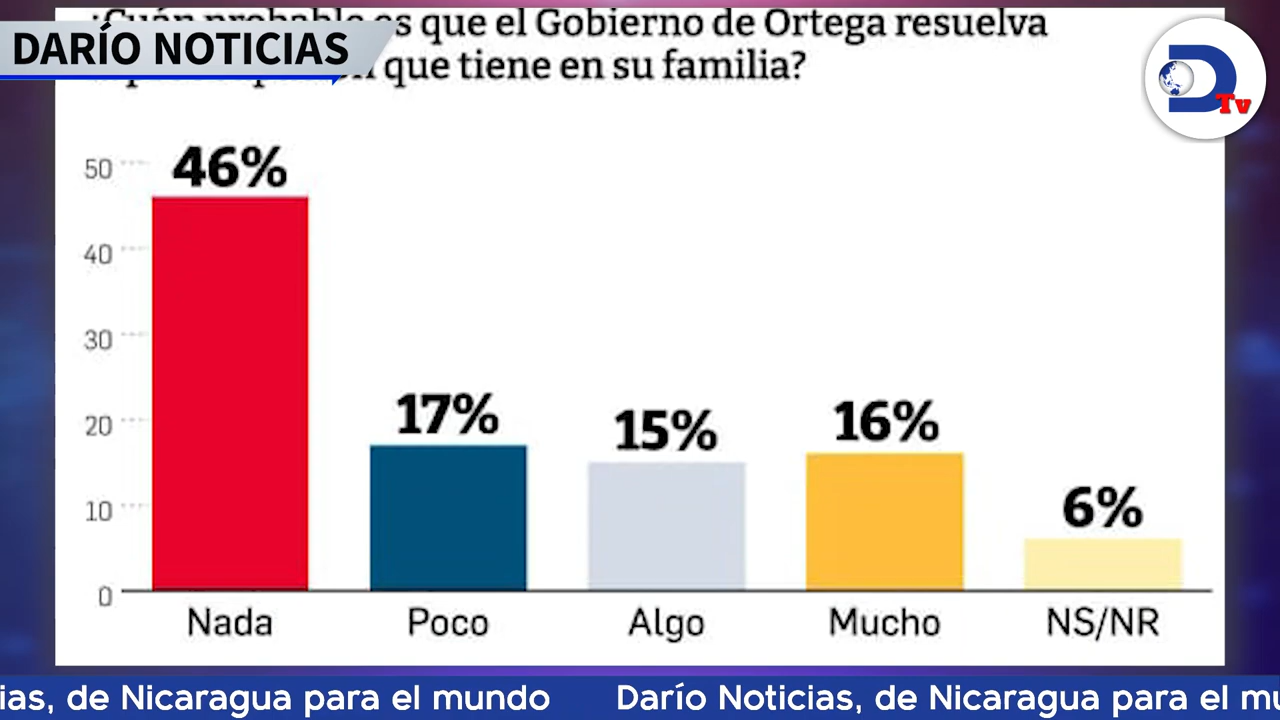 ¿Cuán probable es que el Gobierno de Ortega resuelva
que tiene en su familia?
DARÍO NOTICIAS
D
Tv
50
40
30
20
10
0
46%
17%
15%
16%
6%
Nada
Poco
Algo
Mucho
NS/NR
ias, de Nicaragua para el mundo
Darío Noticias, de Nicaragua para el mu